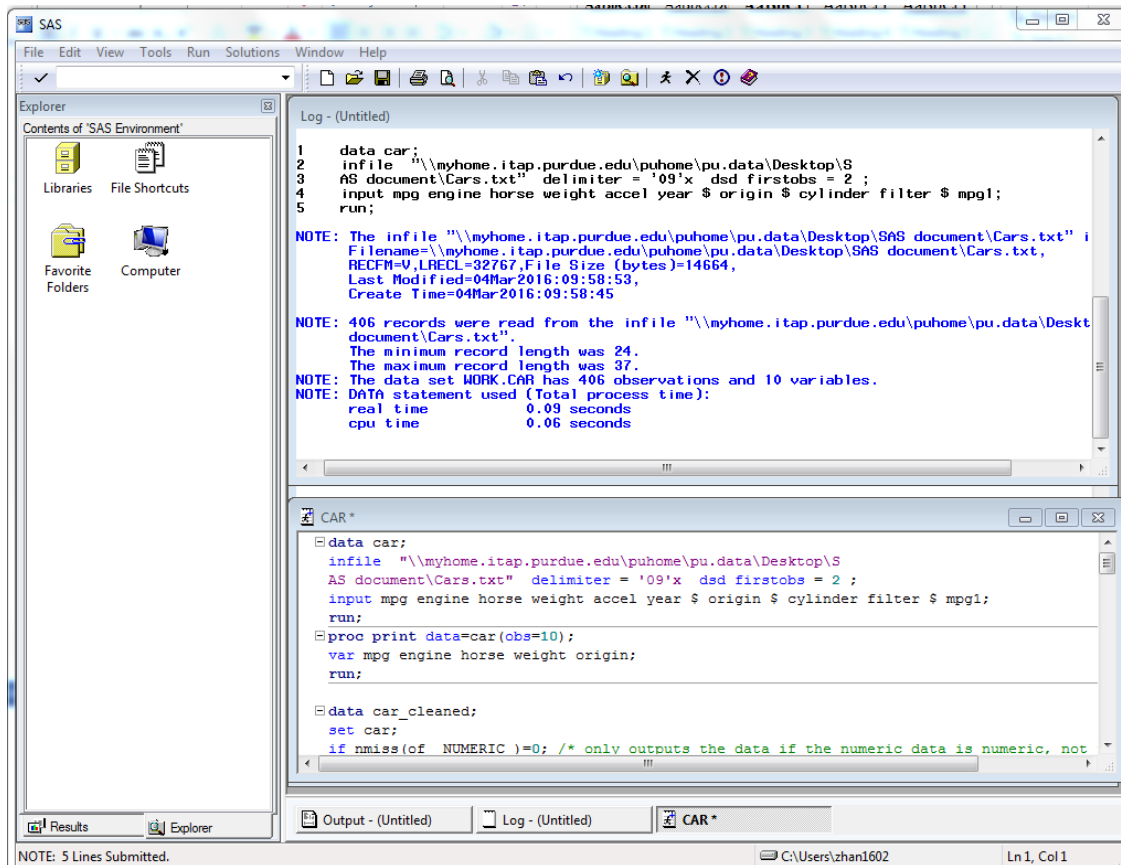 SAS
File Edit View Tools Run Solutions Window Help
Explorer
Contents of 'SAS Environment'
Libraries
File Shortcuts
Favorite Folders
Computer
Results
Explorer
Log - (Untitled)
1 data car;
2 infile "\\myhome.itap.purdue.edu\puhome\pu.data\Desktop\S
3 AS document\Cars.txt" delimiter = '09'x dsd firstobs = 2 ;
4 input mpg engine horse weight accel year $ origin $ cylinder filter $ mpg1;
5 run;
NOTE: The infile "\\myhome.itap.purdue.edu\puhome\pu.data\Desktop\SAS document\Cars.txt" i
Filename=\\myhome.itap.purdue.edu\puhome\pu.data\Desktop\SAS document\Cars.txt,
RECFM=V,LRECL=32767,File Size (bytes)=14664,
Last Modified=04Mar2016:09:58:53,
Create Time=04Mar2016:09:58:45
NOTE: 406 records were read from the infile "\\myhome.itap.purdue.edu\puhome\pu.data\Deskt
document\Cars.txt".
The minimum record length was 24.
The maximum record length was 37.
NOTE: The data set WORK.CAR has 406 observations and 10 variables.
NOTE: DATA statement used (Total process time):
real time 0.09 seconds
cpu time 0.06 seconds
CAR *
data car;
infile "\\myhome.itap.purdue.edu\puhome\pu.data\Desktop\S
AS document\Cars.txt" delimiter = '09'x dsd firstobs = 2 ;
input mpg engine horse weight accel year $ origin $ cylinder filter $ mpg1;
run;
proc print data=car(obs=10);
var mpg engine horse weight origin;
run;
data car_cleaned;
set car;
if nmiss(of _NUMERIC_)=0; /* only outputs the data if the numeric data is numeric, not
Output - (Untitled)
Log - (Untitled)
CAR *
NOTE: 5 Lines Submitted.
C:\Users\zhan1602
Ln 1, Col 1